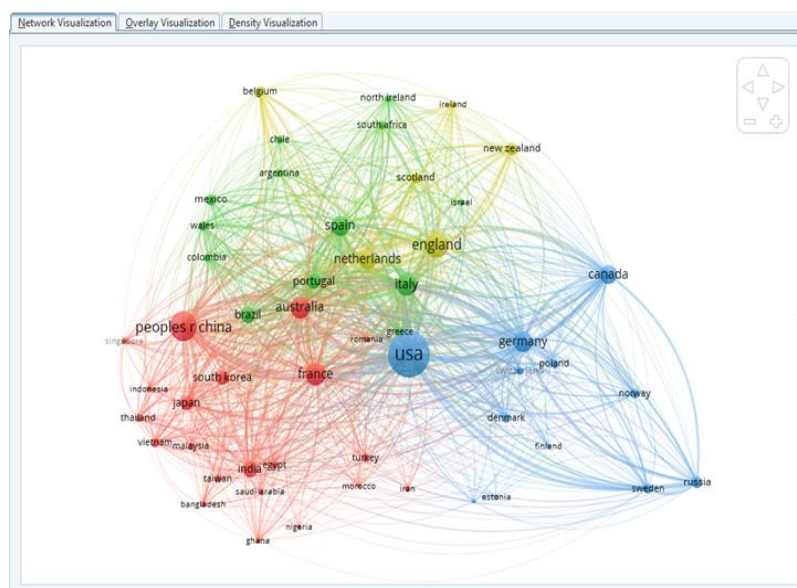 Network Visualization Overlay Visualization Density Visualization
belgium
north ireland
ireland
south africa
chile
new zealand
argentina
scotland
mexico
israel
wales
spain
england
colombia
netherlands
canada
portugal
italy
australia
brazil
peoples r china
greece
romania
singapore
usa
germany
poland
switzerland
south korea
france
indonesia
norway
japan
thailand
denmark
vietnam
malaysia
finland
turkey
india
egypt
taiwan
russia
saudi arabia
morocco
iran
sweden
estonia
bangladesh
nigeria
ghana